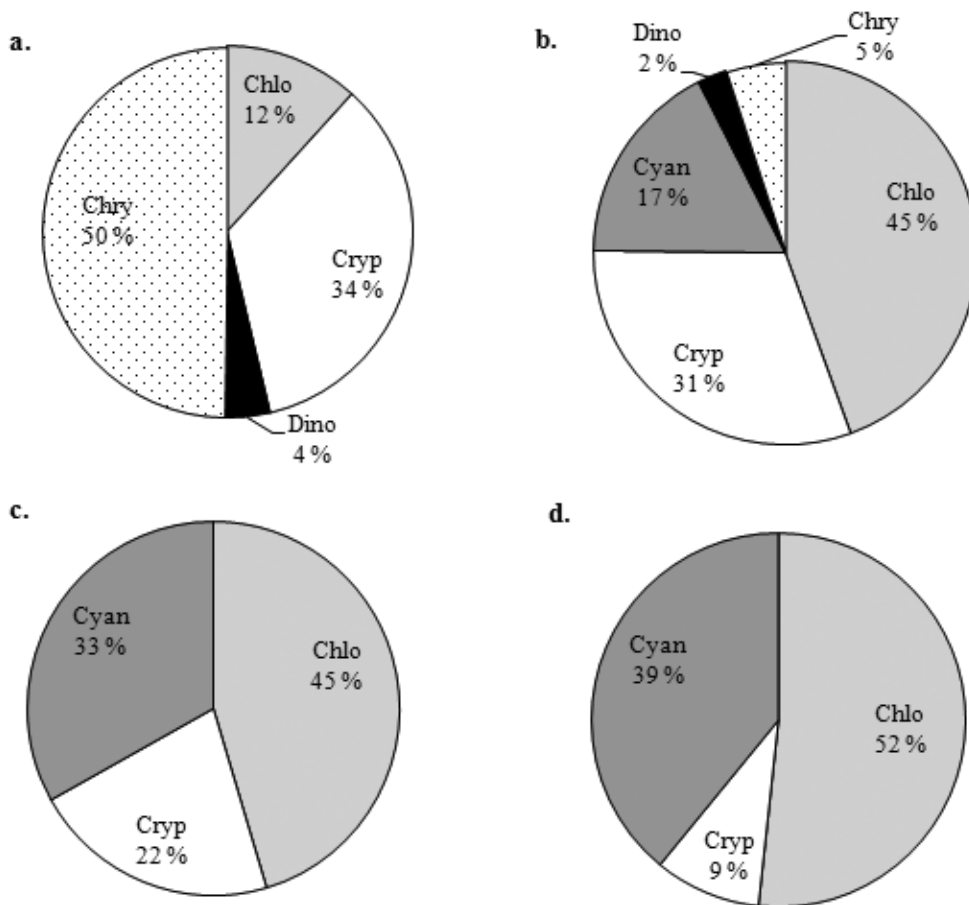 a.
Chlo
12 %
Cryp
34 %
Dino
4 %
Chry
50 %
b.
Dino
2 %
Chry
5 %
Cyan
17 %
Chlo
45 %
Cryp
31 %
c.
Cyan
33 %
Chlo
45 %
Cryp
22 %
d.
Cyan
39 %
Chlo
52 %
Cryp
9 %